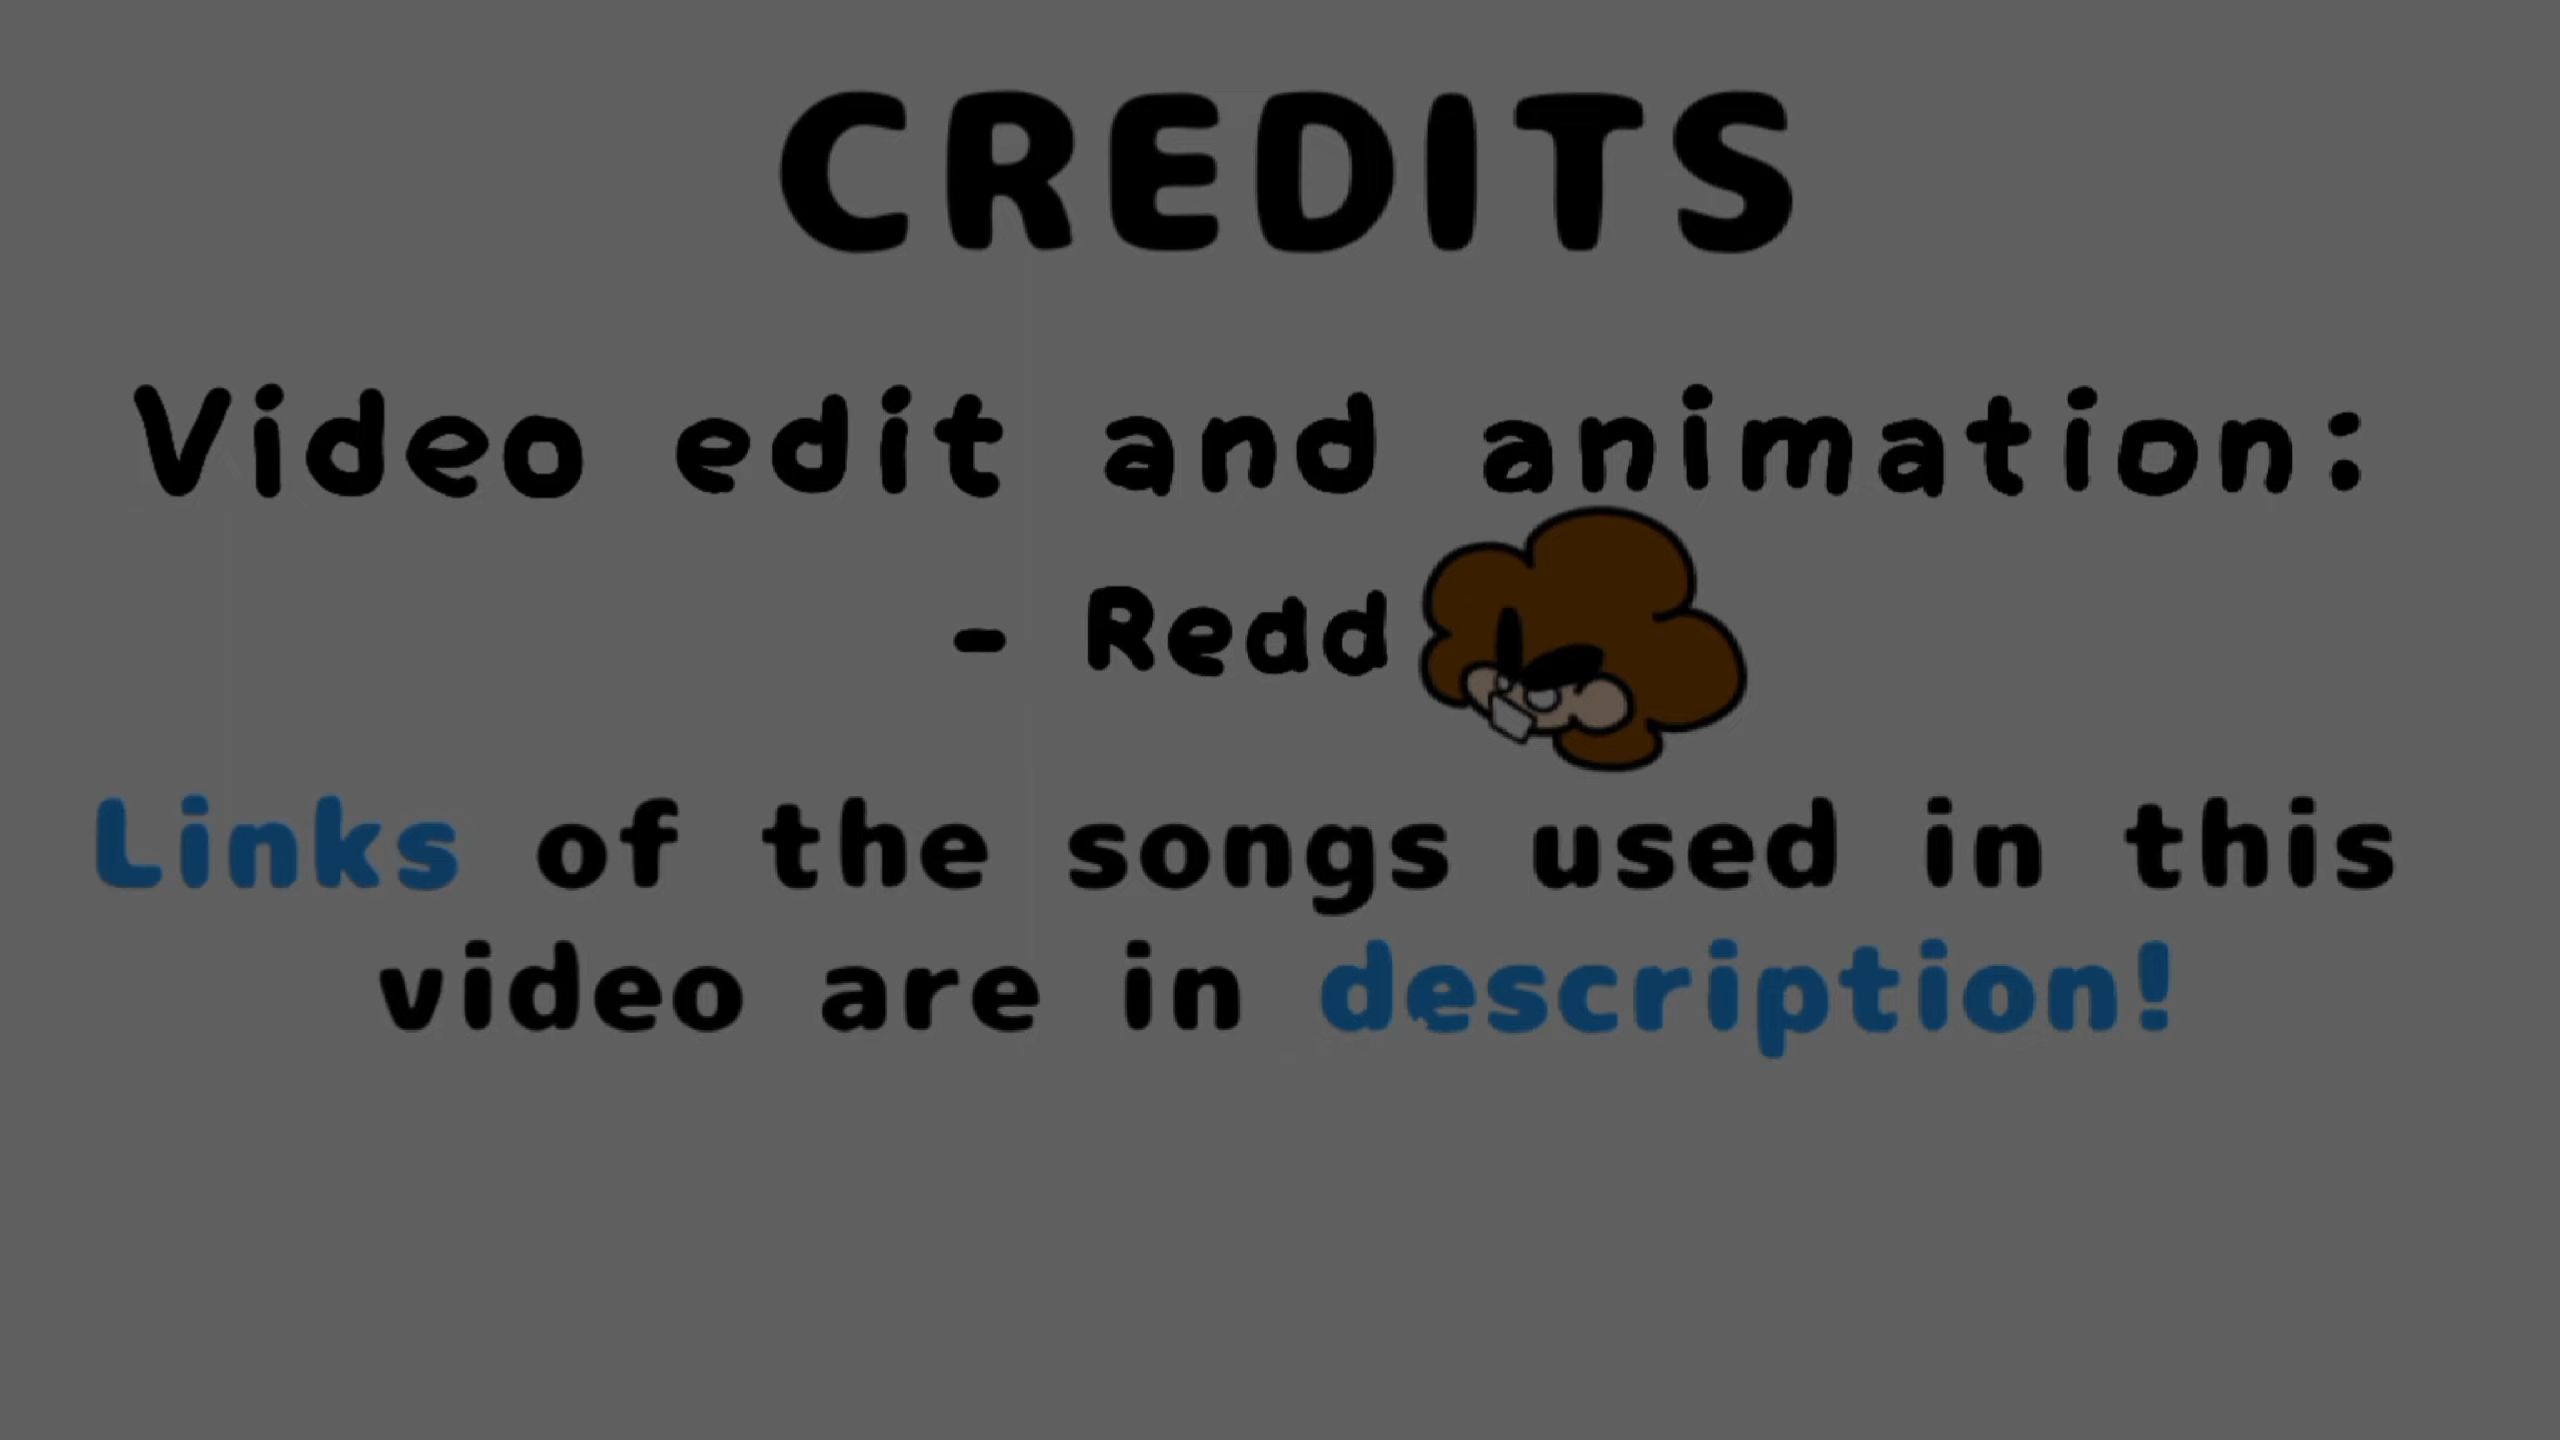 CREDITS
Video edit and animation:
- Redd
Links of the songs used in this
video are in description!